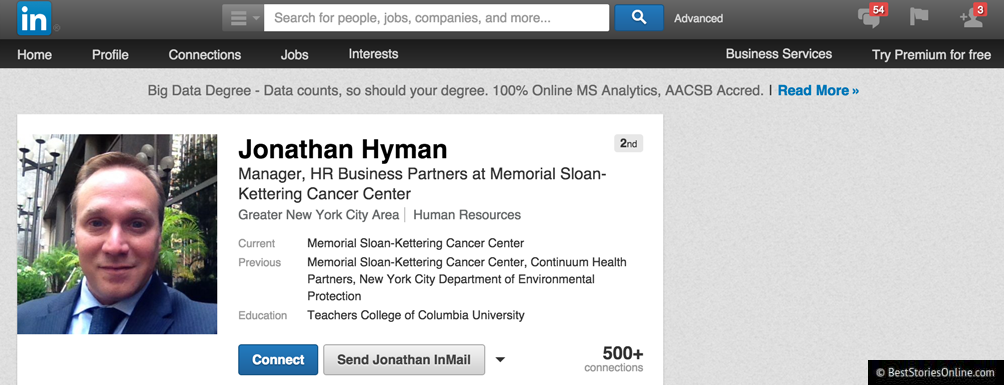 in
Search for people, jobs, companies, and more...
Advanced
54
3
Home
Profile
Connections
Jobs
Interests
Business Services
Try Premium for free
Big Data Degree - Data counts, so should your degree. 100% Online MS Analytics, AACSB Accred. | Read More »
Jonathan Hyman
2nd
Manager, HR Business Partners at Memorial Sloan-
Kettering Cancer Center
Greater New York City Area | Human Resources
Current Memorial Sloan-Kettering Cancer Center
Previous Memorial Sloan-Kettering Cancer Center, Continuum Health
Partners, New York City Department of Environmental
Protection
Education Teachers College of Columbia University
Connect
Send Jonathan InMail
500+
connections
© BestStoriesOnline.com